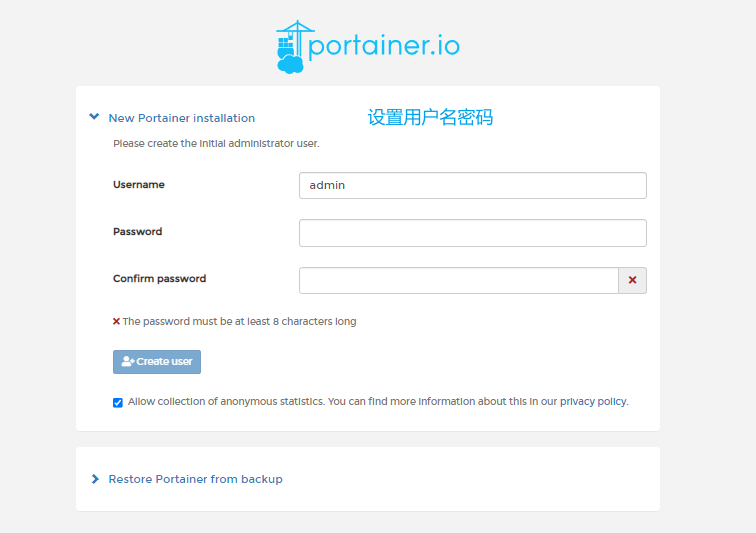 portainer.io
New Portainer installation
设置用户名密码
Please create the initial administrator user.
Username
admin
Password
Confirm password
The password must be at least 8 characters long
Create user
Allow collection of anonymous statistics. You can find more information about this in our privacy policy.
Restore Portainer from backup